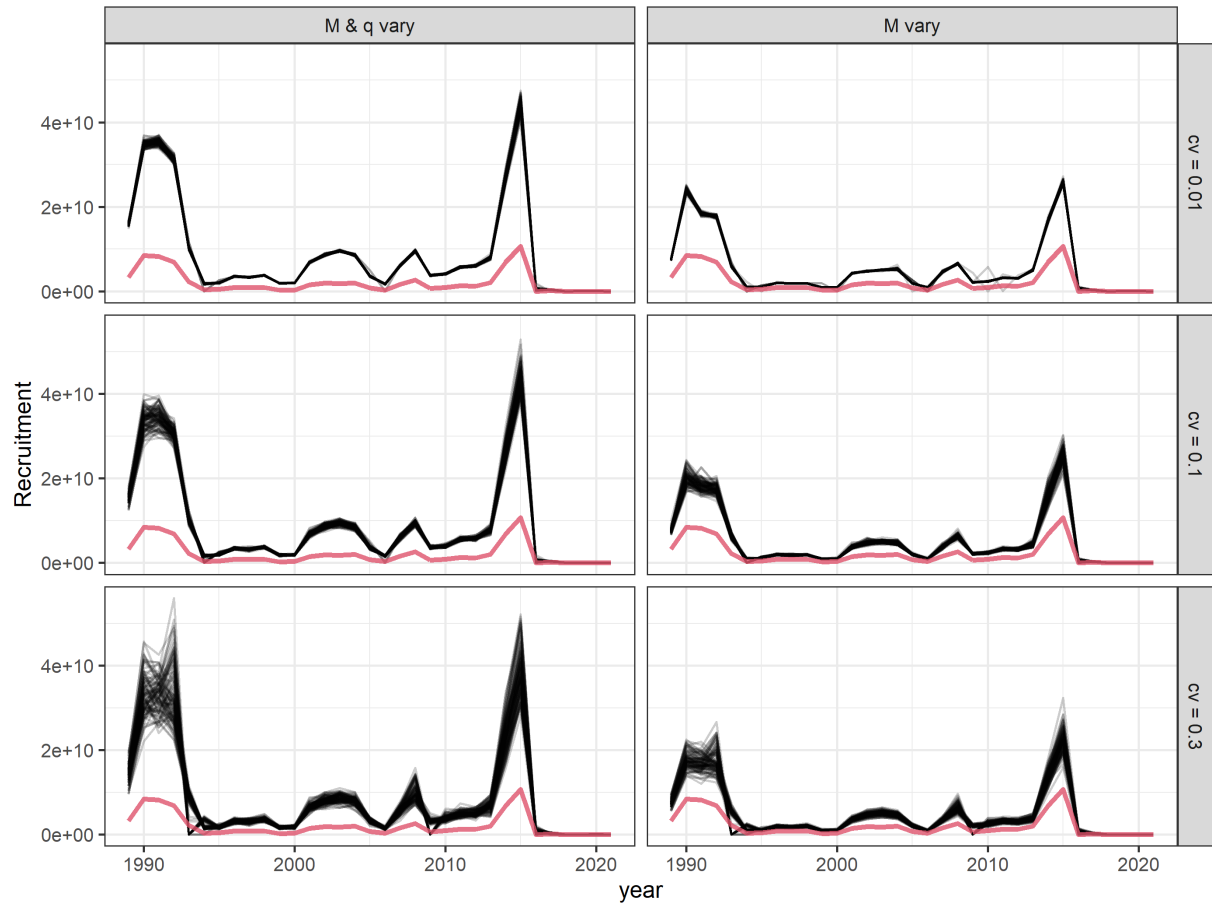 M & q vary
M vary
4e+10
2e+10
0e+00
cv = 0.01
4e+10
2e+10
0e+00
cv = 0.1
4e+10
2e+10
0e+00
cv = 0.3
Recruitment
1990
2000
2010
2020
1990
2000
2010
2020
year